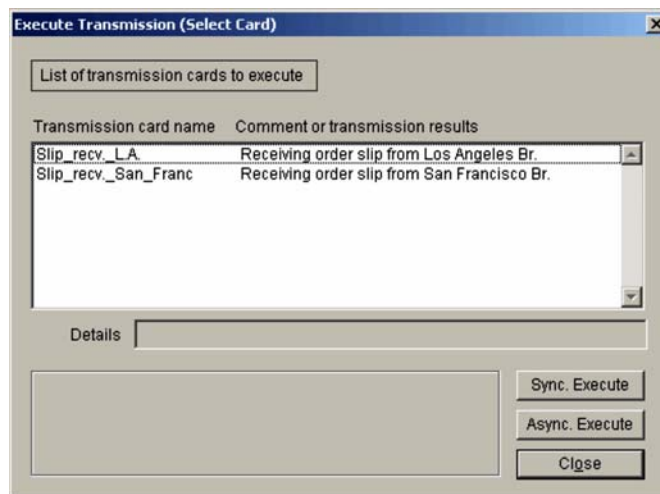 Execute Transmission (Select Card)
List of transmission cards to execute
Transmission card name Comment or transmission results
Slip_recv._L.A. Receiving order slip from Los Angeles Br.
Slip_recv._San_Franc Receiving order slip from San Francisco Br.
Details
Sync. Execute
Async. Execute
Close